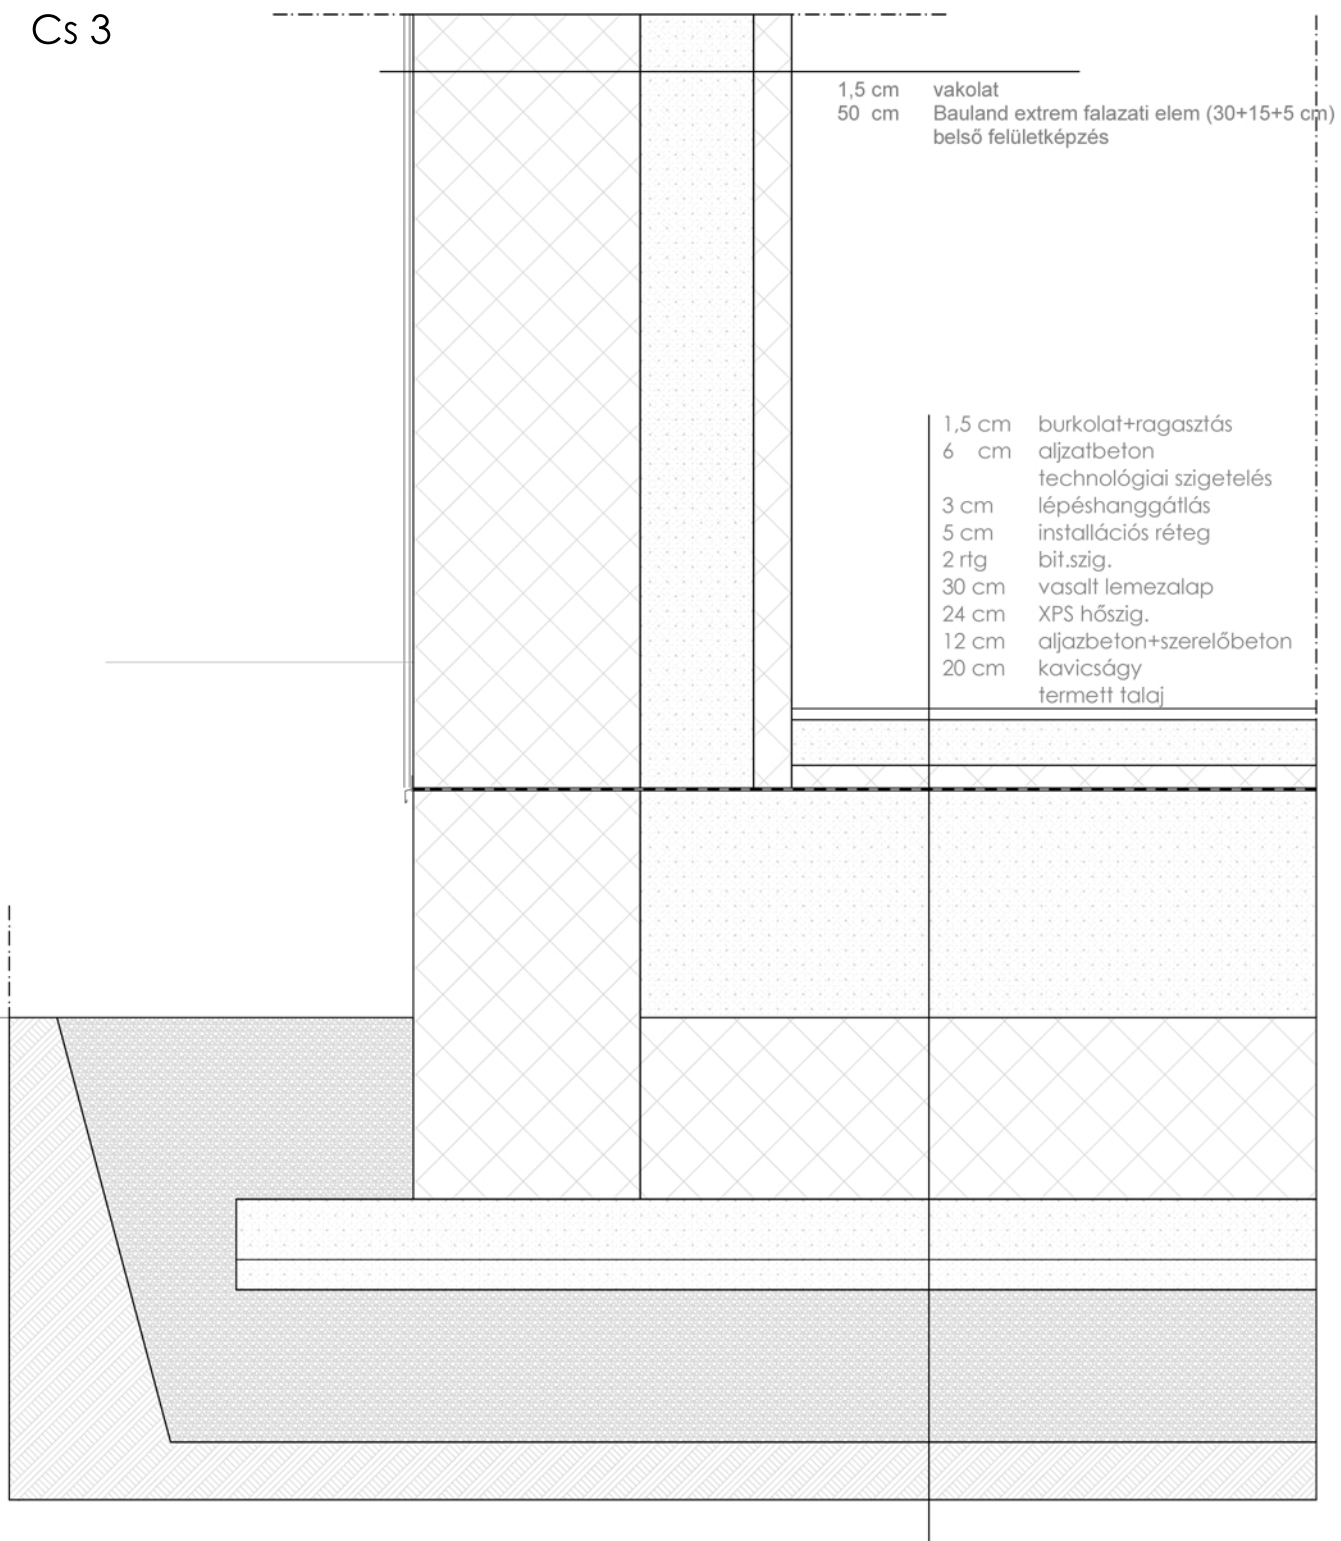 Cs 3
1,5 cm vakolat
50 cm Bauland extrem falazati elem (30+15+5 cm)
belső felületképzés
1,5 cm burkolat+ragasztás
6 cm aljzatbeton
technológiai szigetelés
3 cm lépéshanggátlás
5 cm installációs réteg
2 rtg bit.szig.
30 cm vasalt lemezalap
24 cm XPS hőszig.
12 cm aljazbeton+szerelőbeton
20 cm kavicságy
termett talaj